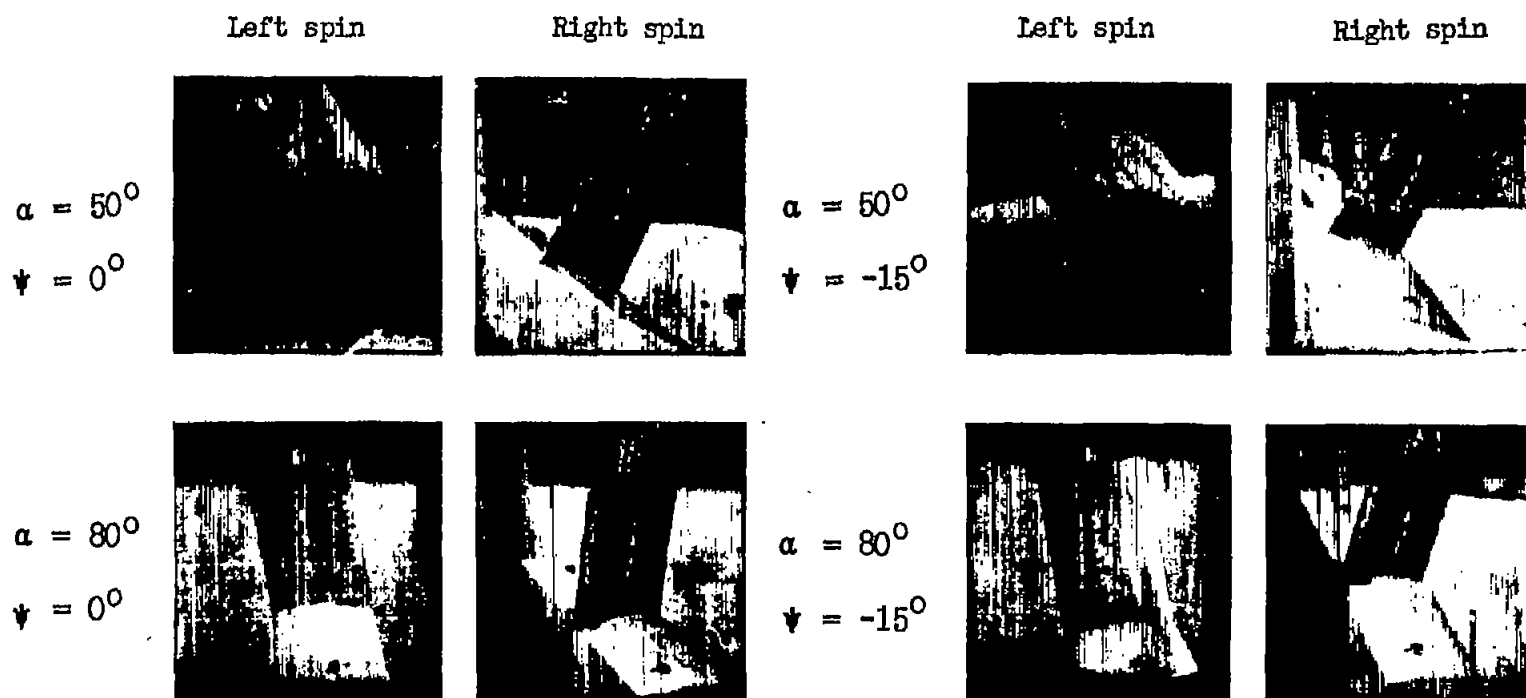 Left spin Right spin Left spin Right spin
α = 50° α = 50°
ψ = 0° ψ = -15°
α = 80° α = 80°
ψ = 0° ψ = -15°